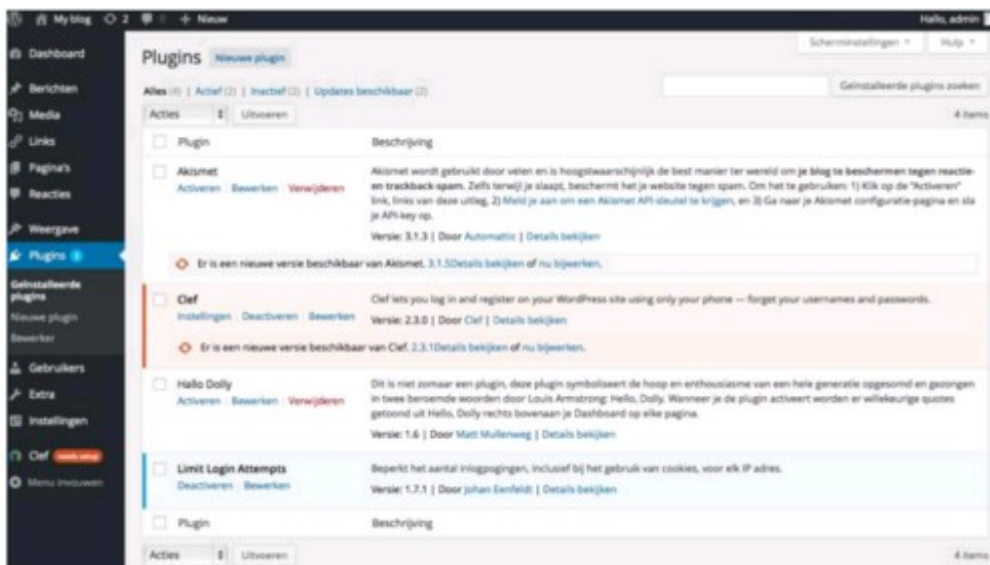 My blog 2 + Nieuw Hallo, admin
Dashboard
Berichten
Media
Links
Pagina's
Reacties
Weergave
Plugins
Geïnstalleerde plugins
Nieuwe plugin
Bewerker
Gebruikers
Extra
Instellingen
Clef needs setup
Menu invouwen
Scherminstellingen Hulp
Plugins Nieuwe plugin
Alles (4) | Actief (2) | Inactief (2) | Updates beschikbaar (2)
Geïnstalleerde plugins zoeken
Acties Uitvoeren 4 items
Plugin Beschrijving
Akismet
Activeren | Bewerken | Verwijderen
Akismet wordt gebruikt door velen en is hoogstwaarschijnlijk de best manier ter wereld om je blog te beschermen tegen reactie-
en trackback-spam. Zelfs terwijl je slaapt, beschermt het je website tegen spam. Om het te gebruiken: 1) Klik op de "Activeren"
link, links van deze uitleg, 2) Meld je aan om een Akismet API-sleutel te krijgen, en 3) Ga naar je Akismet configuratie-pagina en sla
je API-key op.
Versie: 3.1.3 | Door Automattic | Details bekijken
Er is een nieuwe versie beschikbaar van Akismet. 3.1.5Details bekijken of nu bijwerken.
Clef
Instellingen | Deactiveren | Bewerken
Clef lets you log in and register on your WordPress site using only your phone — forget your usernames and passwords.
Versie: 2.3.0 | Door Clef | Details bekijken
Er is een nieuwe versie beschikbaar van Clef. 2.3.1Details bekijken of nu bijwerken.
Hallo Dolly
Activeren | Bewerken | Verwijderen
Dit is niet zomaar een plugin, deze plugin symboliseert de hoop en enthousiasme van een hele generatie opgesomd en gezongen
in twee beroemde woorden door Louis Armstrong: Hello, Dolly. Wanneer je de plugin activeert worden er willekeurige quotes
getoond uit Hello, Dolly rechts bovenaan je Dashboard op elke pagina.
Versie: 1.6 | Door Matt Mullenweg | Details bekijken
Limit Login Attempts
Deactiveren | Bewerken
Beperkt het aantal inlogpogingen, inclusief bij het gebruik van cookies, voor elk IP adres.
Versie: 1.7.1 | Door Johan Eenfeldt | Details bekijken
Plugin Beschrijving
Acties Uitvoeren 4 items